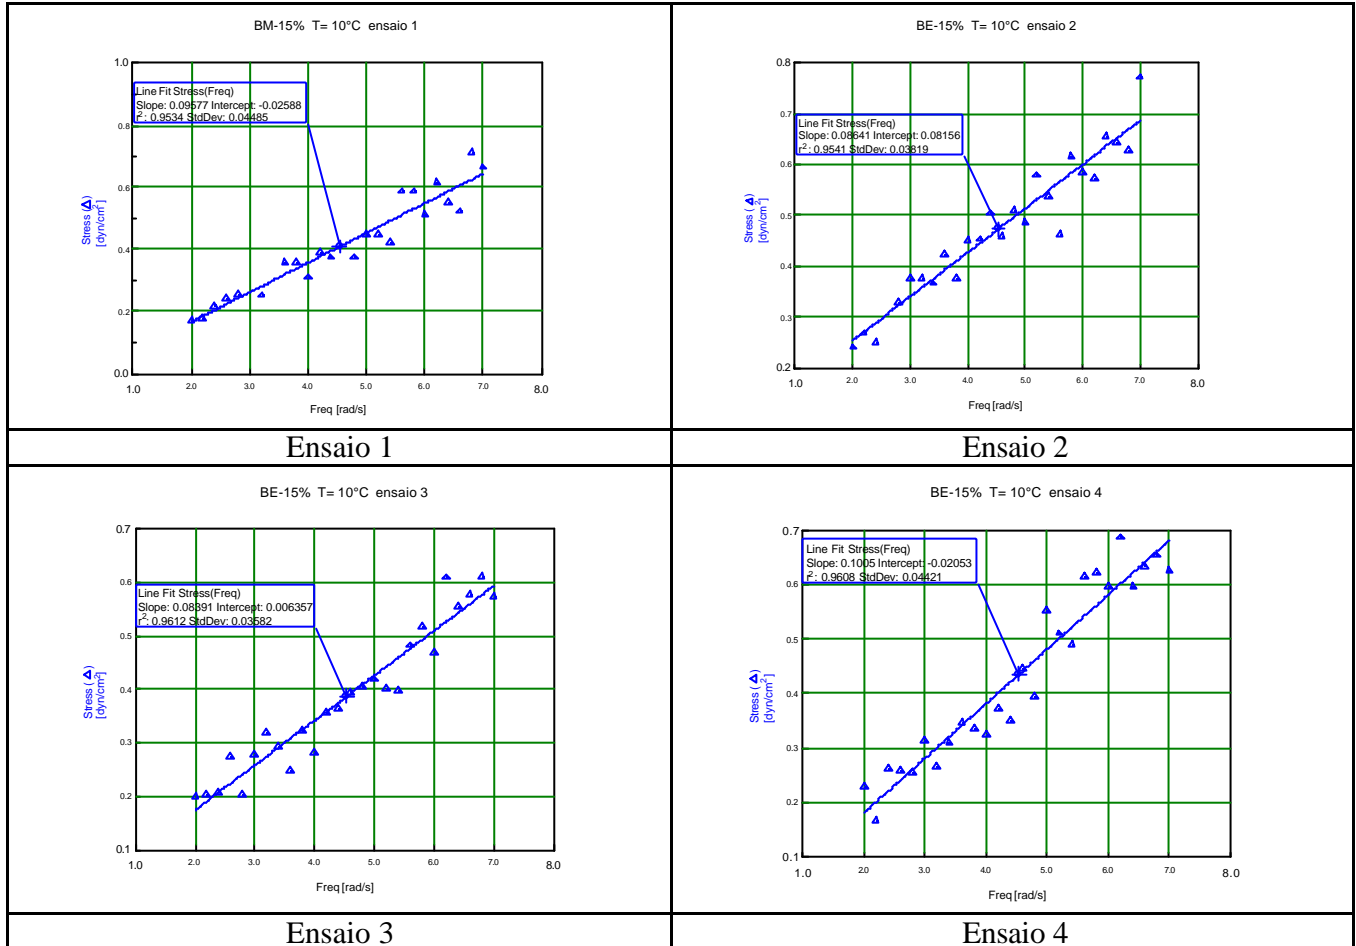 BM-15% T= 10°C ensaio 1
1.0
Line Fit Stress(Freq)
Slope: 0.09577 Intercept: -0.02588
r2: 0.9534 StdDev: 0.04485
0.8
0.6
Stress (Δ)
[dyn/cm2]
0.4
0.2
0.0
1.0 2.0 3.0 4.0 5.0 6.0 7.0 8.0
Freq [rad/s]
Ensaio 1
BE-15% T= 10°C ensaio 2
0.8
0.7
Line Fit Stress(Freq)
Slope: 0.08641 Intercept: 0.08156
r2: 0.9541 StdDev: 0.03819
0.6
Stress (Δ)
[dyn/cm2]
0.5
0.4
0.3
0.2
1.0 2.0 3.0 4.0 5.0 6.0 7.0 8.0
Freq [rad/s]
Ensaio 2
BE-15% T= 10°C ensaio 3
0.7
0.6
Line Fit Stress(Freq)
Slope: 0.08391 Intercept: 0.006357
r2: 0.9612 StdDev: 0.03582
0.5
Stress (Δ)
[dyn/cm2]
0.4
0.3
0.2
0.1
1.0 2.0 3.0 4.0 5.0 6.0 7.0 8.0
Freq [rad/s]
Ensaio 3
BE-15% T= 10°C ensaio 4
0.7
Line Fit Stress(Freq)
Slope: 0.1005 Intercept: -0.02053
r2: 0.9608 StdDev: 0.04421
0.6
0.5
Stress (Δ)
[dyn/cm2]
0.4
0.3
0.2
0.1
1.0 2.0 3.0 4.0 5.0 6.0 7.0 8.0
Freq [rad/s]
Ensaio 4